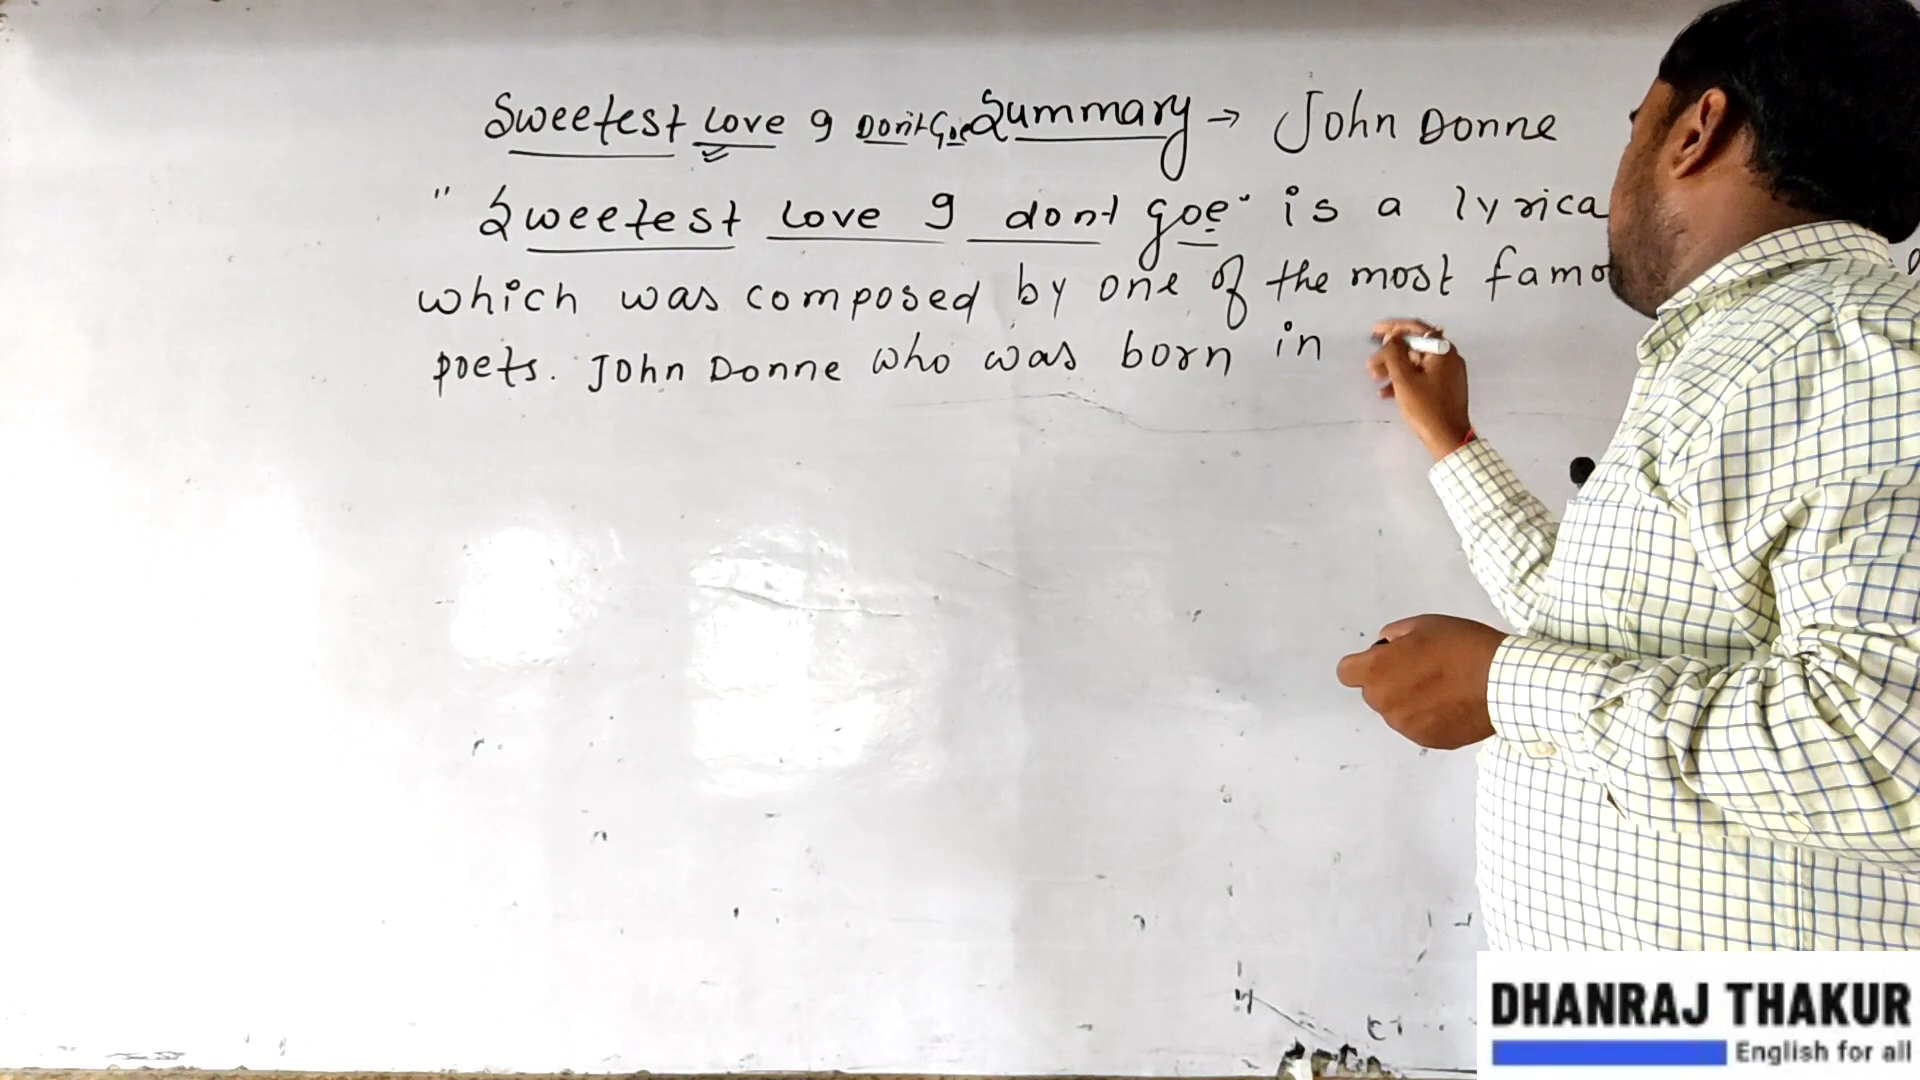 Sweetest Love I Don't Goe Summary → John Donne
"Sweetest Love I dont goe" is a lyrica
which was composed by one of the most famo
poets. John Donne who was born in
DHANRAJ THAKUR
English for all